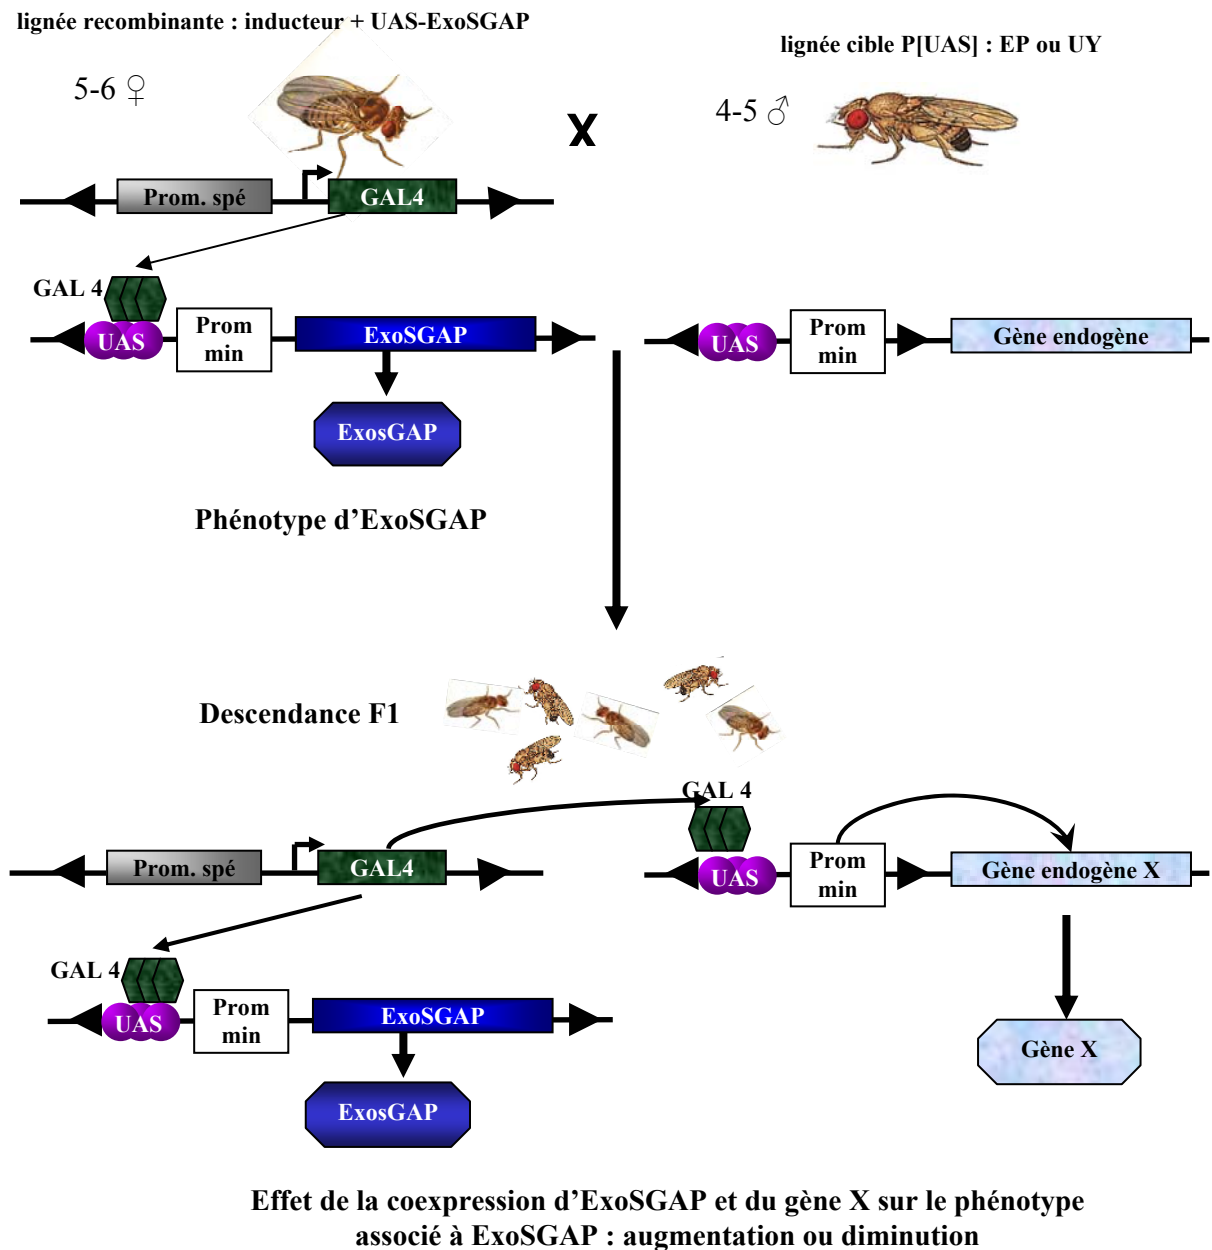 lignée recombinante : inducteur + UAS-ExoSGAP
lignée cible P[UAS] : EP ou UY
5-6 ♀
X
4-5 ♂
Prom. spé
GAL4
GAL 4
UAS
Prom
min
ExoSGAP
ExosGAP
UAS
Prom
min
Gène endogène
Phénotype d’ExoSGAP
Descendance F1
GAL 4
Prom. spé
GAL4
UAS
Prom
min
Gène endogène X
GAL 4
UAS
Prom
min
ExoSGAP
ExosGAP
Gène X
Effet de la coexpression d’ExoSGAP et du gène X sur le phénotype
associé à ExoSGAP : augmentation ou diminution